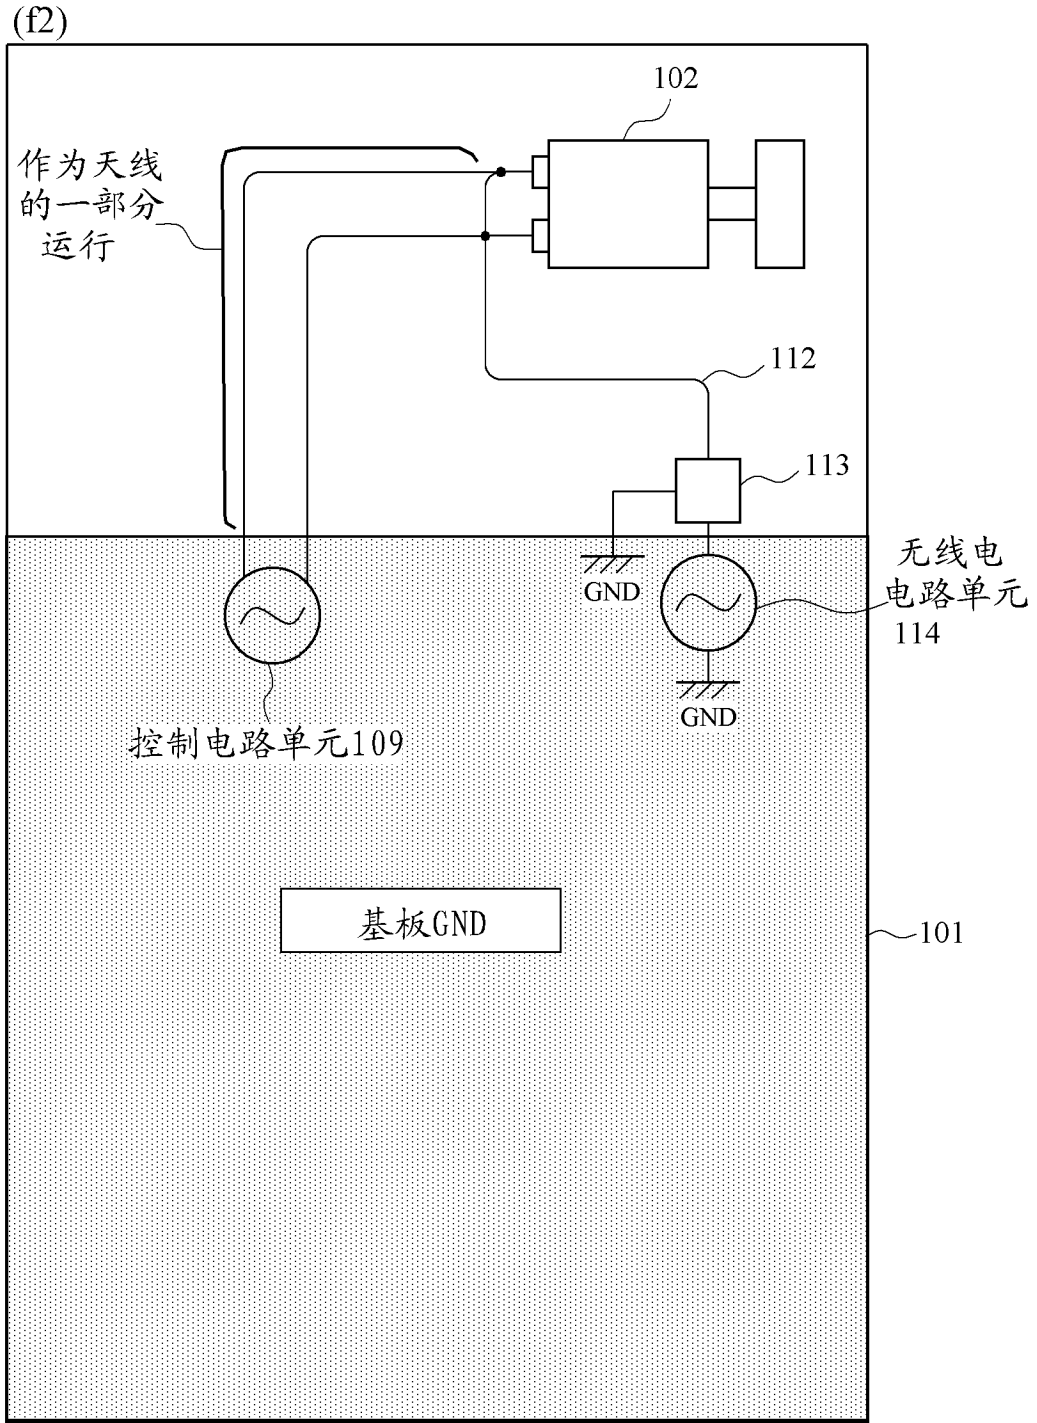 (f2)
102
作为天线
的一部分
运行
112
113
无线电
电路单元
114
GND
GND
控制电路单元109
基板GND
101